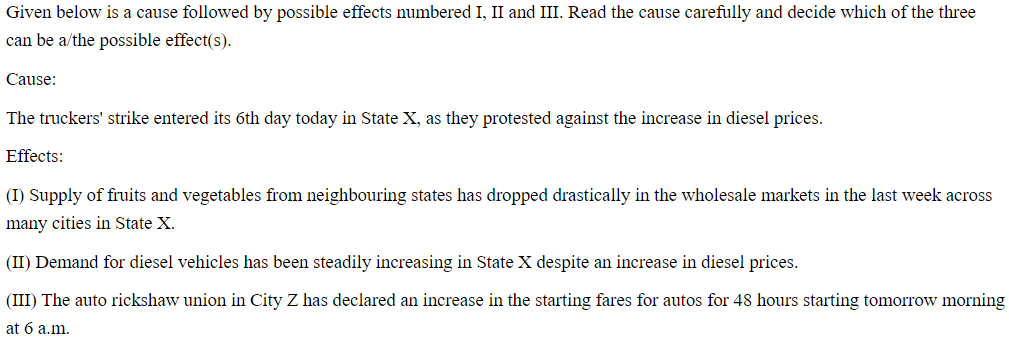 Given below is a cause followed by possible effects numbered I, II and III. Read the cause carefully and decide which of the three
can be a/the possible effect(s).
Cause:
The truckers' strike entered its 6th day today in State X, as they protested against the increase in diesel prices.
Effects:
(I) Supply of fruits and vegetables from neighbouring states has dropped drastically in the wholesale markets in the last week across
many cities in State X.
(II) Demand for diesel vehicles has been steadily increasing in State X despite an increase in diesel prices.
(III) The auto rickshaw union in City Z has declared an increase in the starting fares for autos for 48 hours starting tomorrow morning
at 6 a.m.